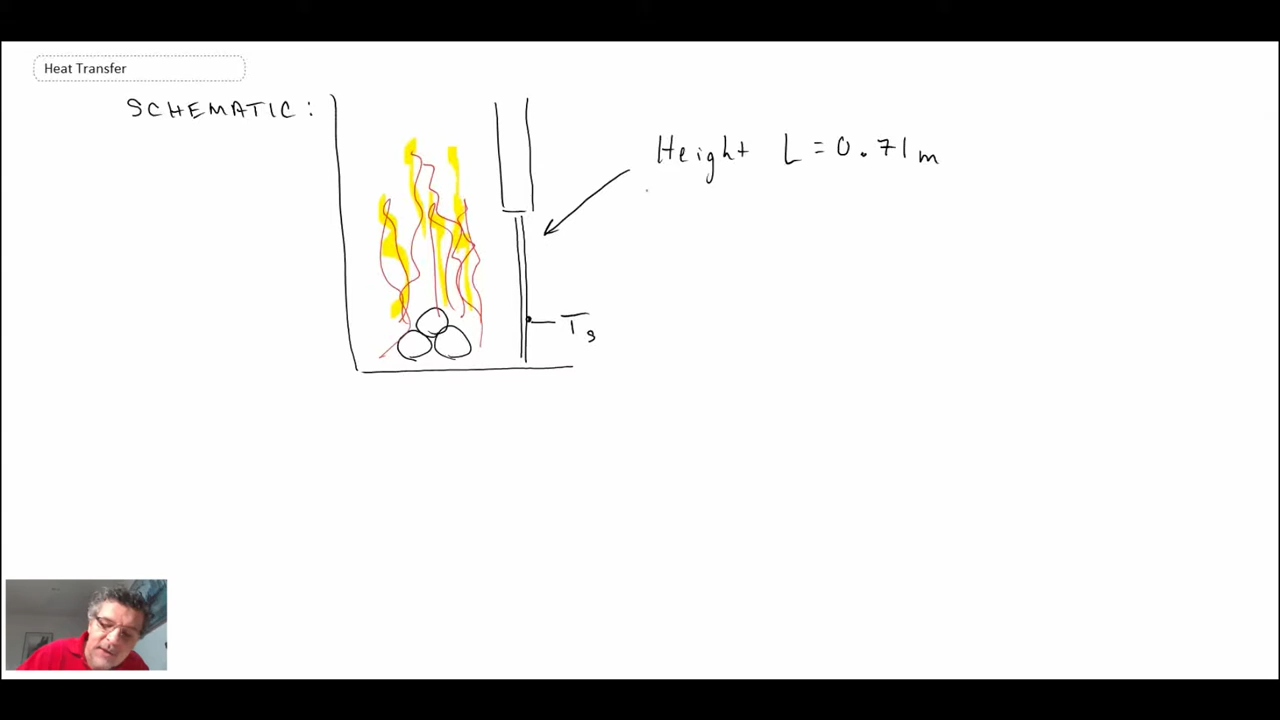 Heat Transfer
SCHEMATIC:
Height L = 0.71 m
Ts